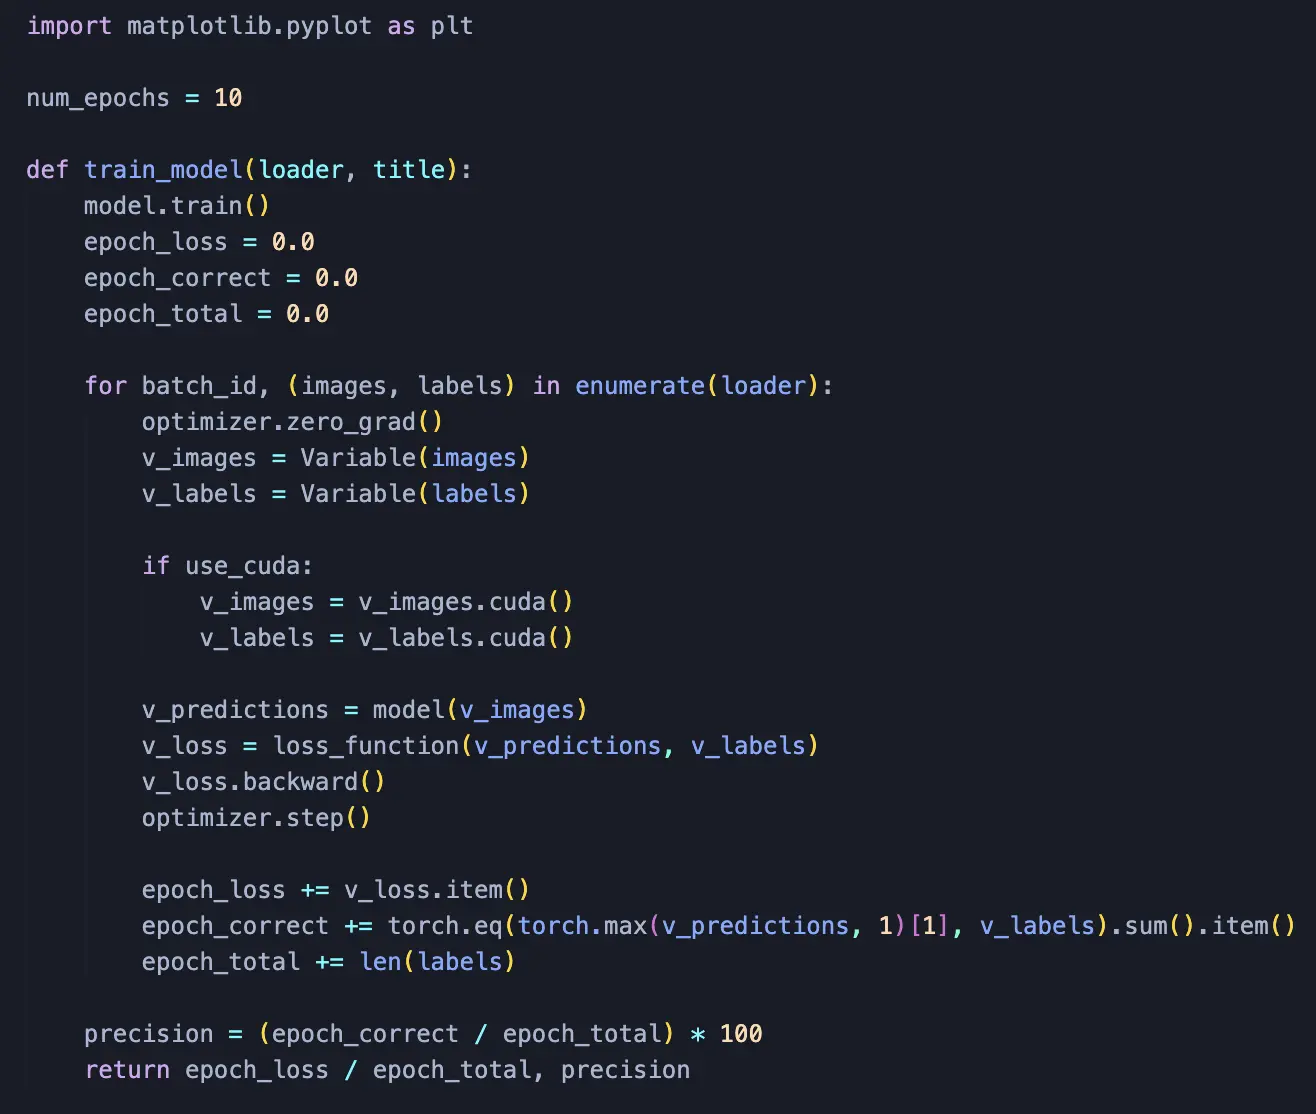 import matplotlib.pyplot as plt
num_epochs = 10
def train_model(loader, title):
    model.train()
    epoch_loss = 0.0
    epoch_correct = 0.0
    epoch_total = 0.0
    for batch_id, (images, labels) in enumerate(loader):
        optimizer.zero_grad()
        v_images = Variable(images)
        v_labels = Variable(labels)
        if use_cuda:
            v_images = v_images.cuda()
            v_labels = v_labels.cuda()
        v_predictions = model(v_images)
        v_loss = loss_function(v_predictions, v_labels)
        v_loss.backward()
        optimizer.step()
        epoch_loss += v_loss.item()
        epoch_correct += torch.eq(torch.max(v_predictions, 1)[1], v_labels).sum().item()
        epoch_total += len(labels)
    precision = (epoch_correct / epoch_total) * 100
    return epoch_loss / epoch_total, precision